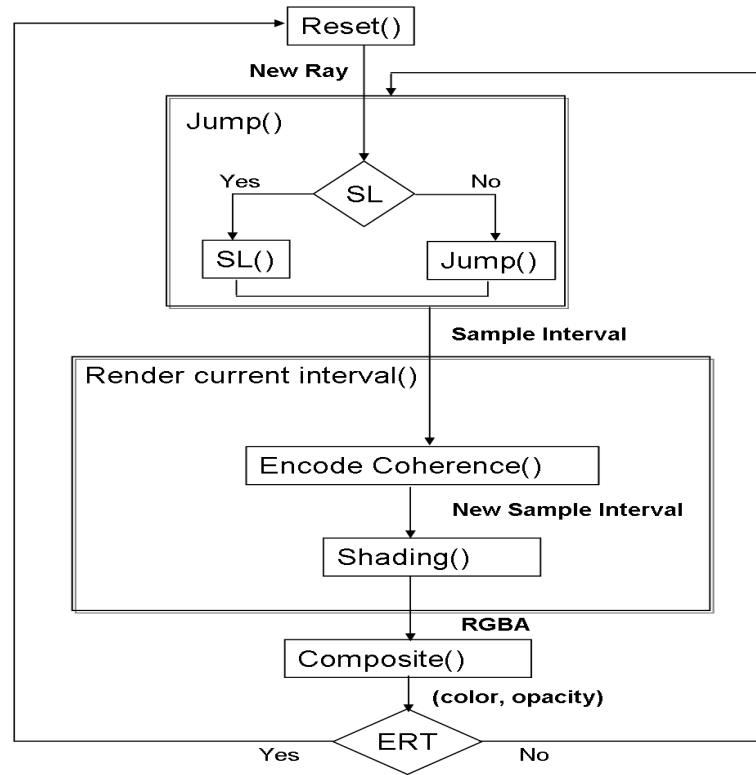 Reset()
New Ray
Jump()
Yes
SL
No
SL()
Jump()
Sample Interval
Render current interval()
Encode Coherence()
New Sample Interval
Shading()
RGBA
Composite()
(color, opacity)
Yes
ERT
No